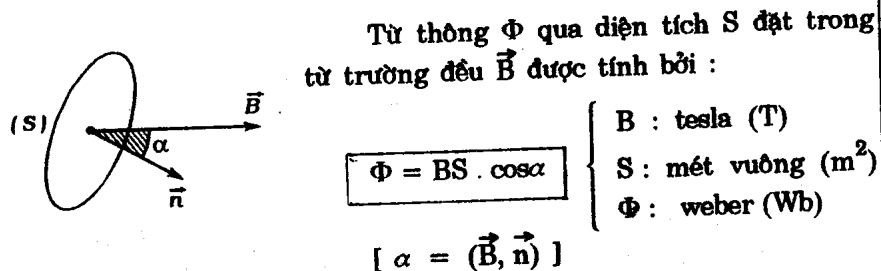 Từ thông Φ qua diện tích S đặt trong
từ trường đều B⃗ được tính bởi :
(S)
B⃗
α
n⃗
Φ = BS . cosα
B : tesla (T)
S : mét vuông (m²)
Φ : weber (Wb)
[ α = (B⃗, n⃗) ]